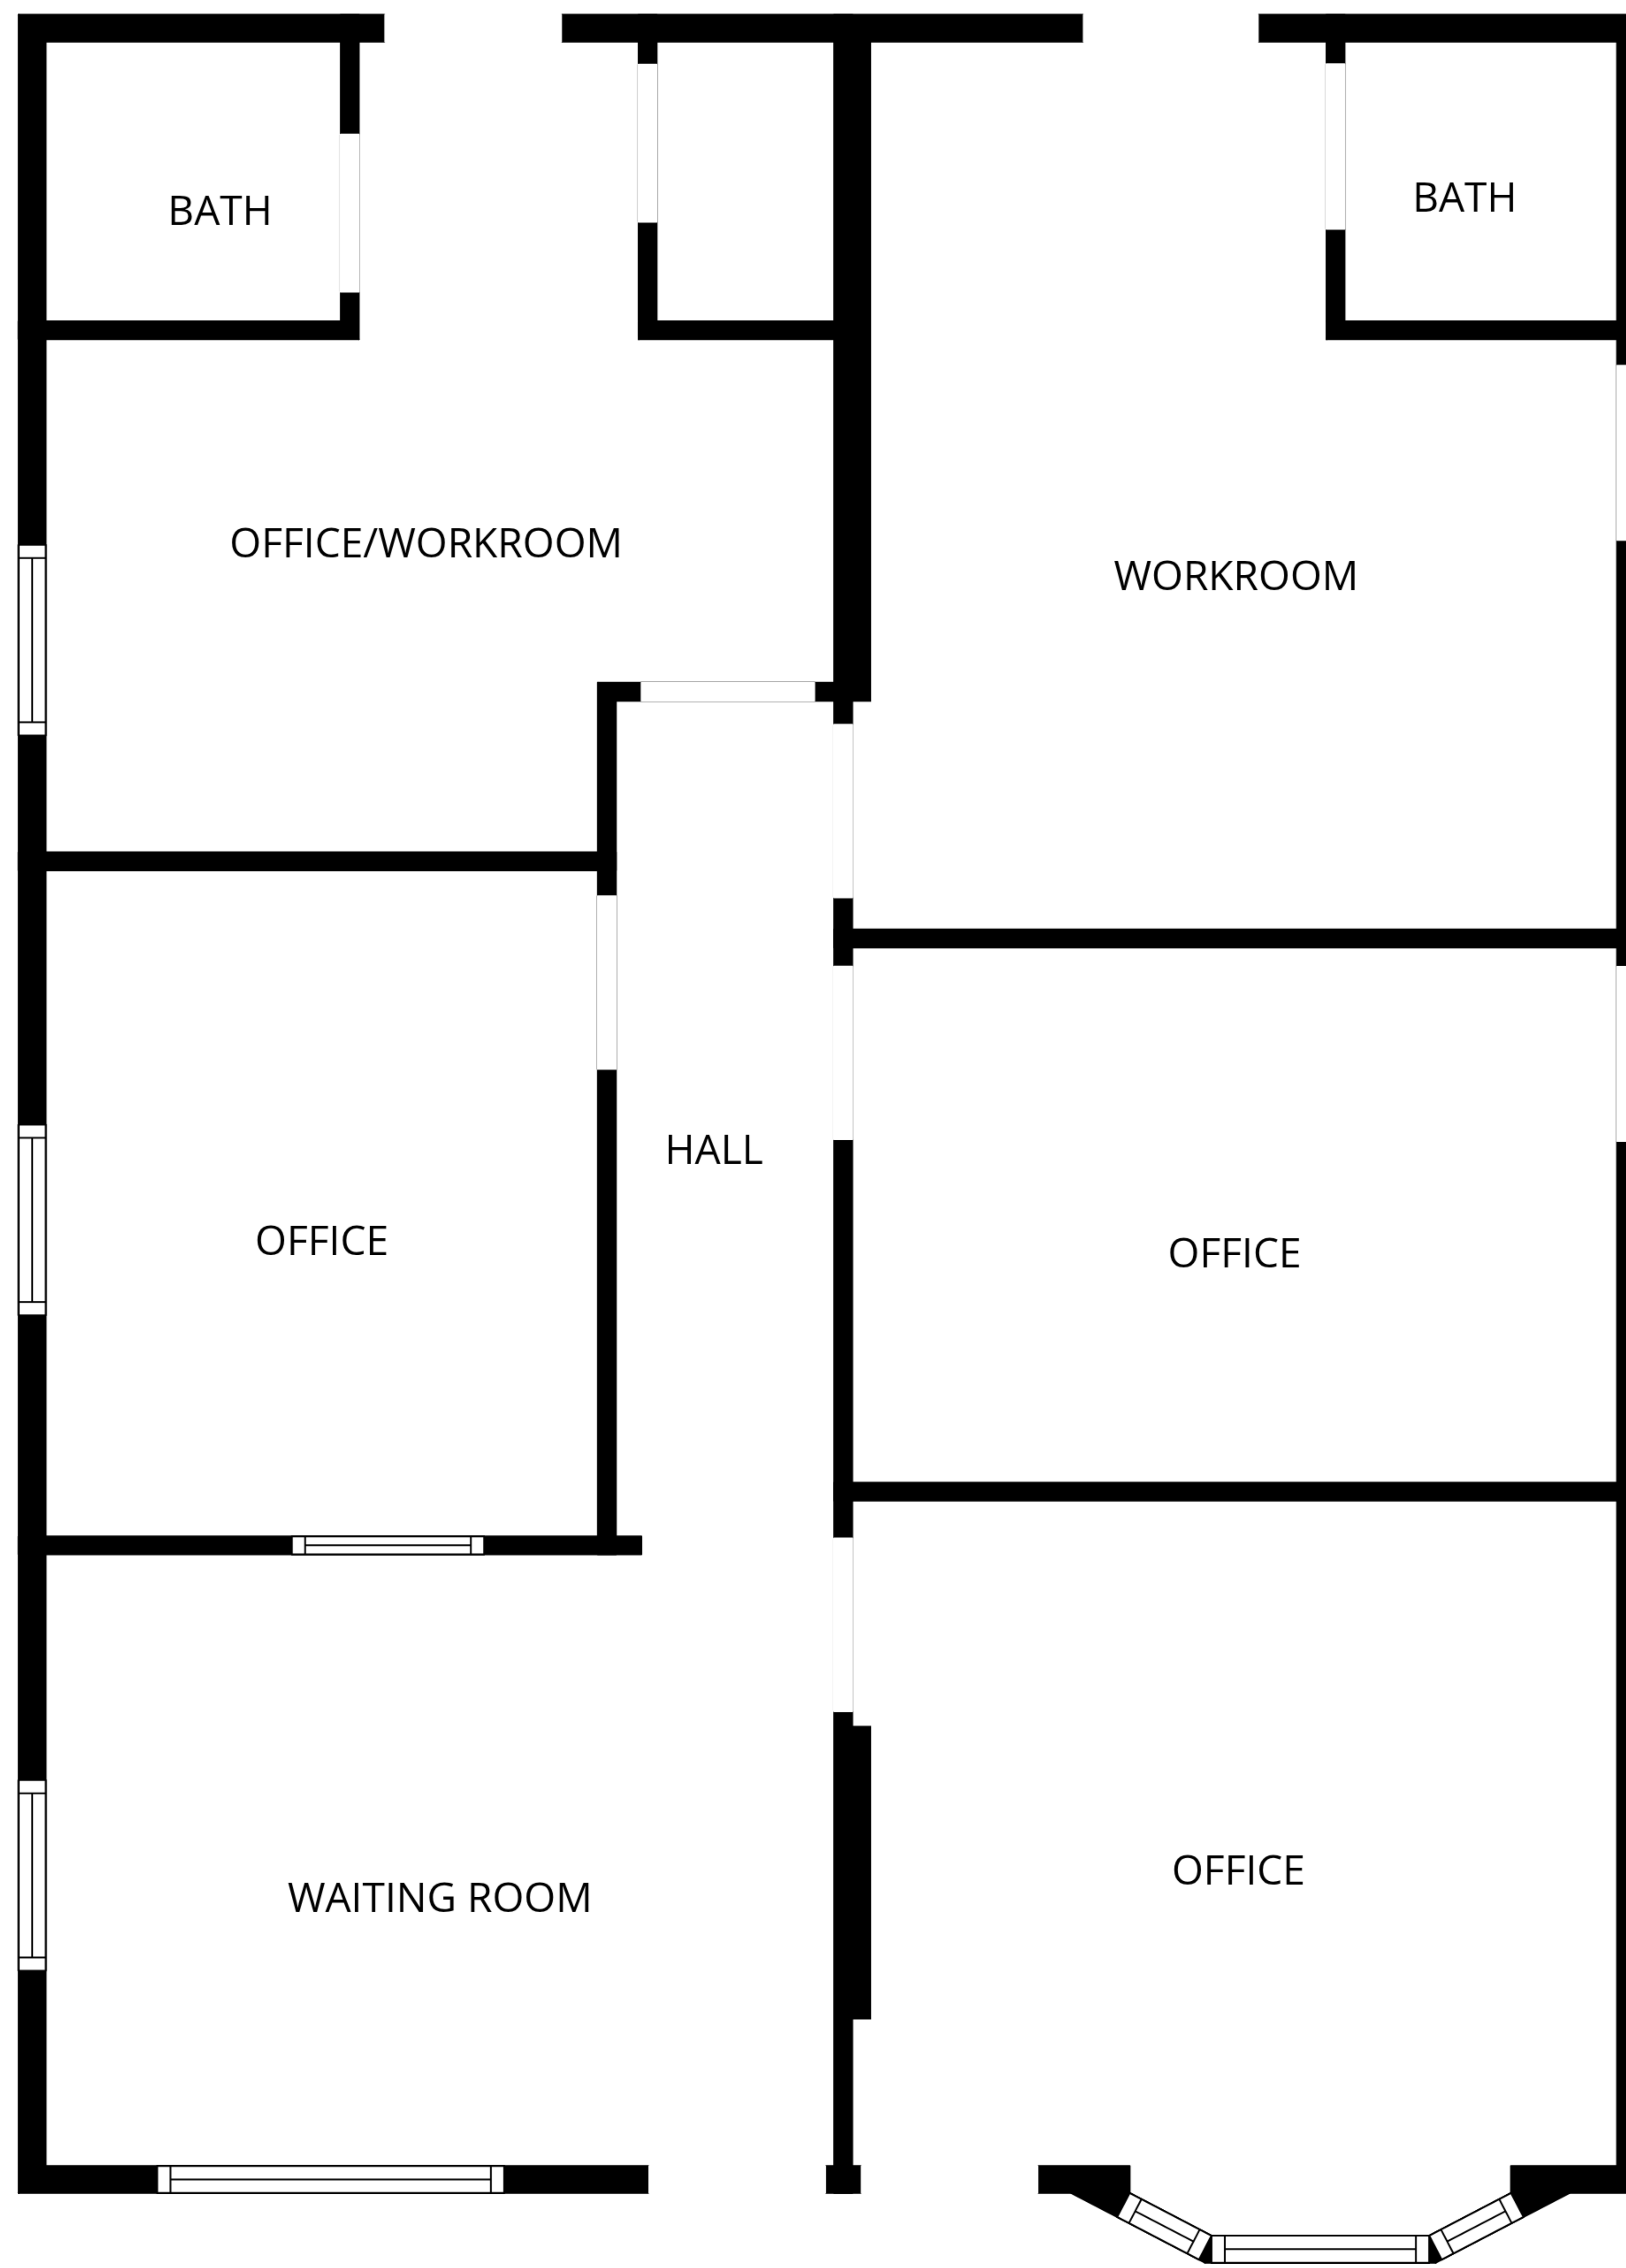 BATH
BATH
OFFICE/WORKROOM
WORKROOM
HALL
OFFICE
OFFICE
WAITING ROOM
OFFICE